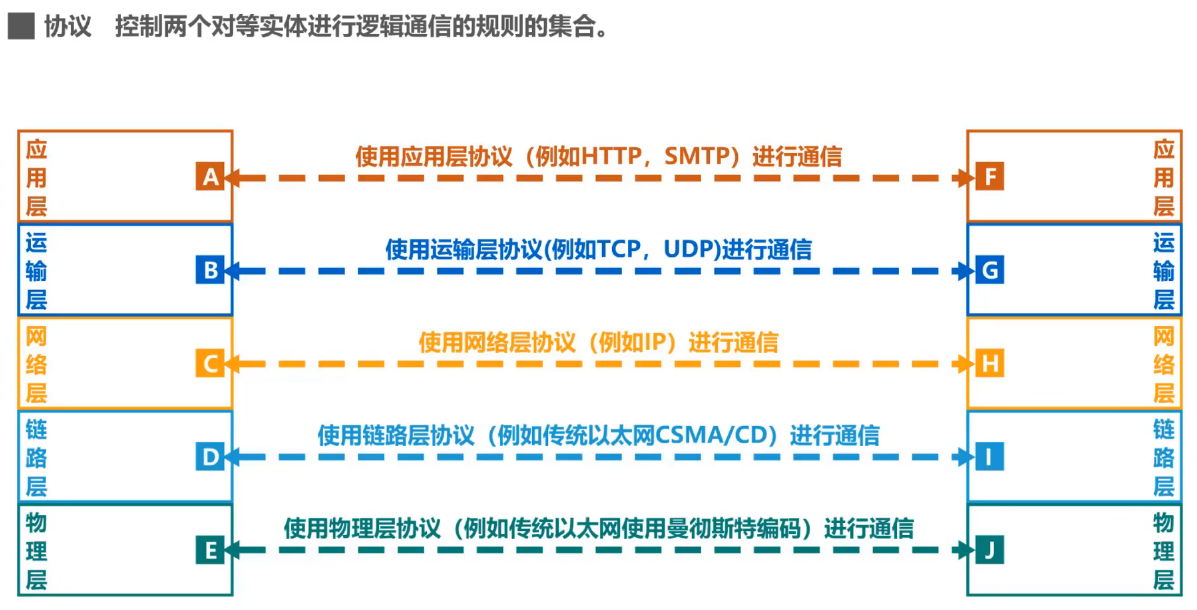 协议 控制两个对等实体进行逻辑通信的规则的集合。
应用层
A
使用应用层协议（例如HTTP，SMTP）进行通信
F
应用层
运输层
B
使用运输层协议(例如TCP，UDP)进行通信
G
运输层
网络层
C
使用网络层协议（例如IP）进行通信
H
网络层
链路层
D
使用链路层协议（例如传统以太网CSMA/CD）进行通信
I
链路层
物理层
E
使用物理层协议（例如传统以太网使用曼彻斯特编码）进行通信
J
物理层